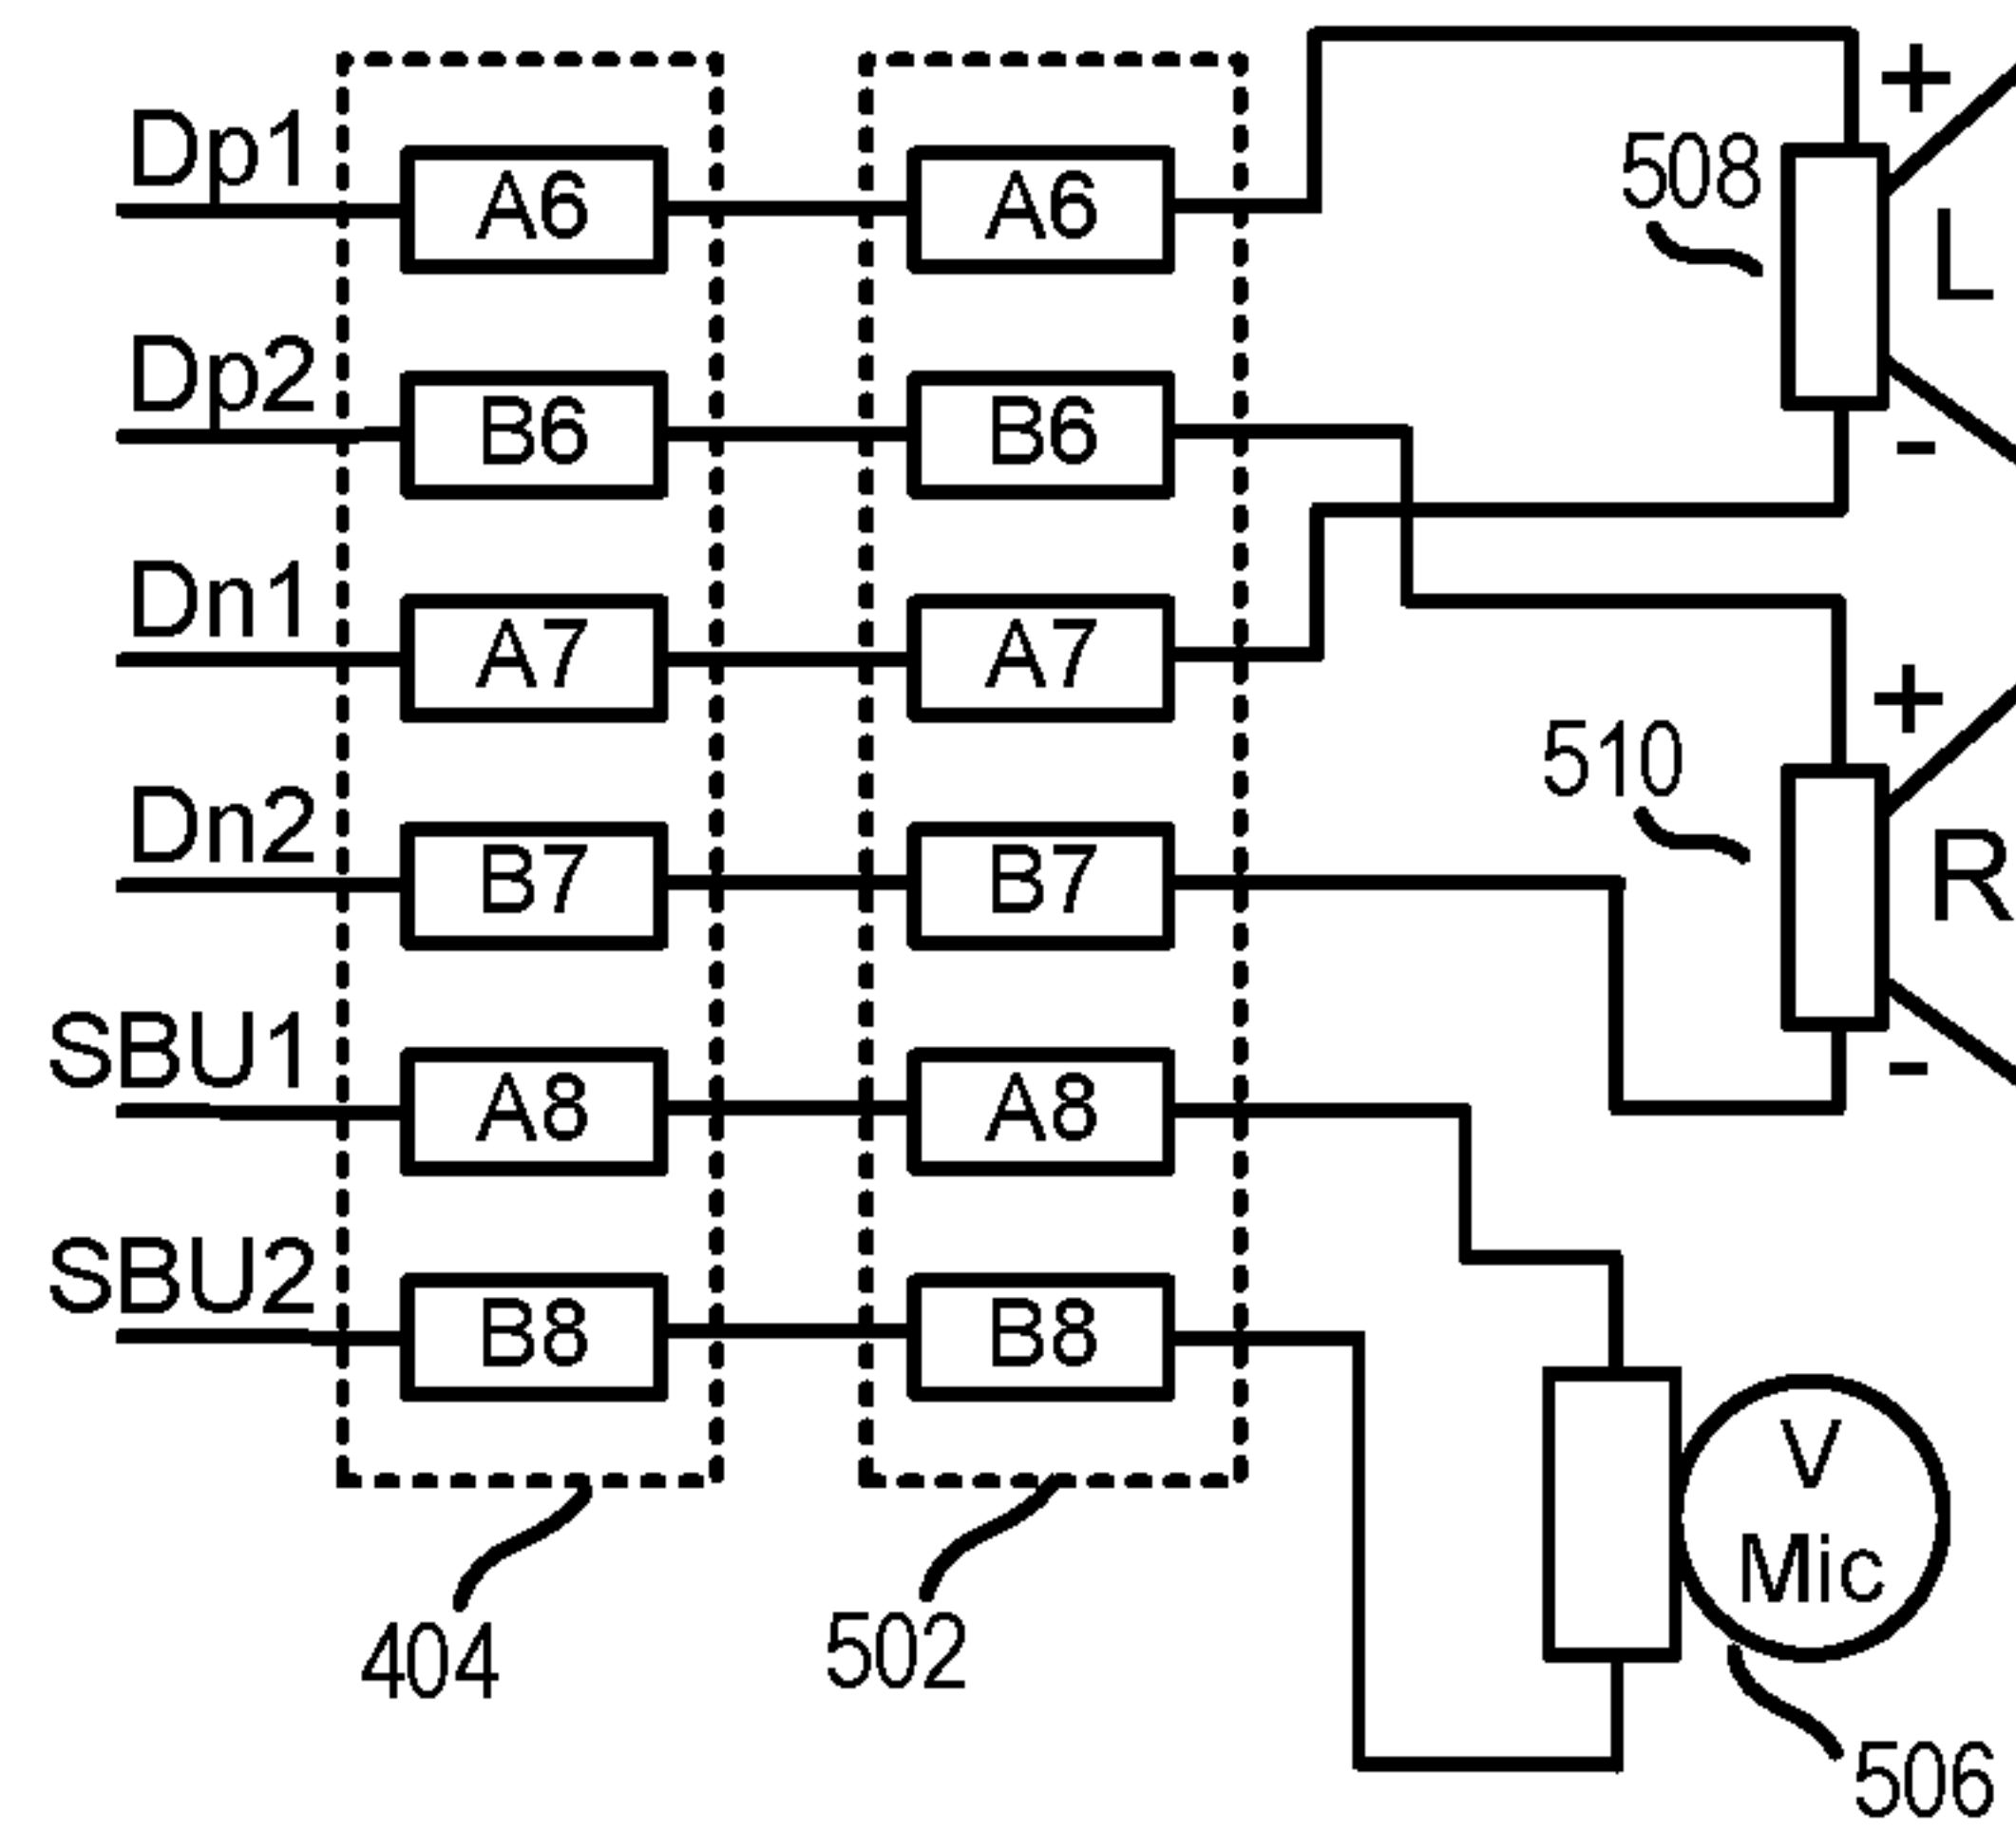 Dp1 A6 A6 + 508 L
Dp2 B6 B6 -
Dn1 A7 A7 + 510
Dn2 B7 B7 R
SBU1 A8 A8 -
SBU2 B8 B8
V
Mic
404 502 506